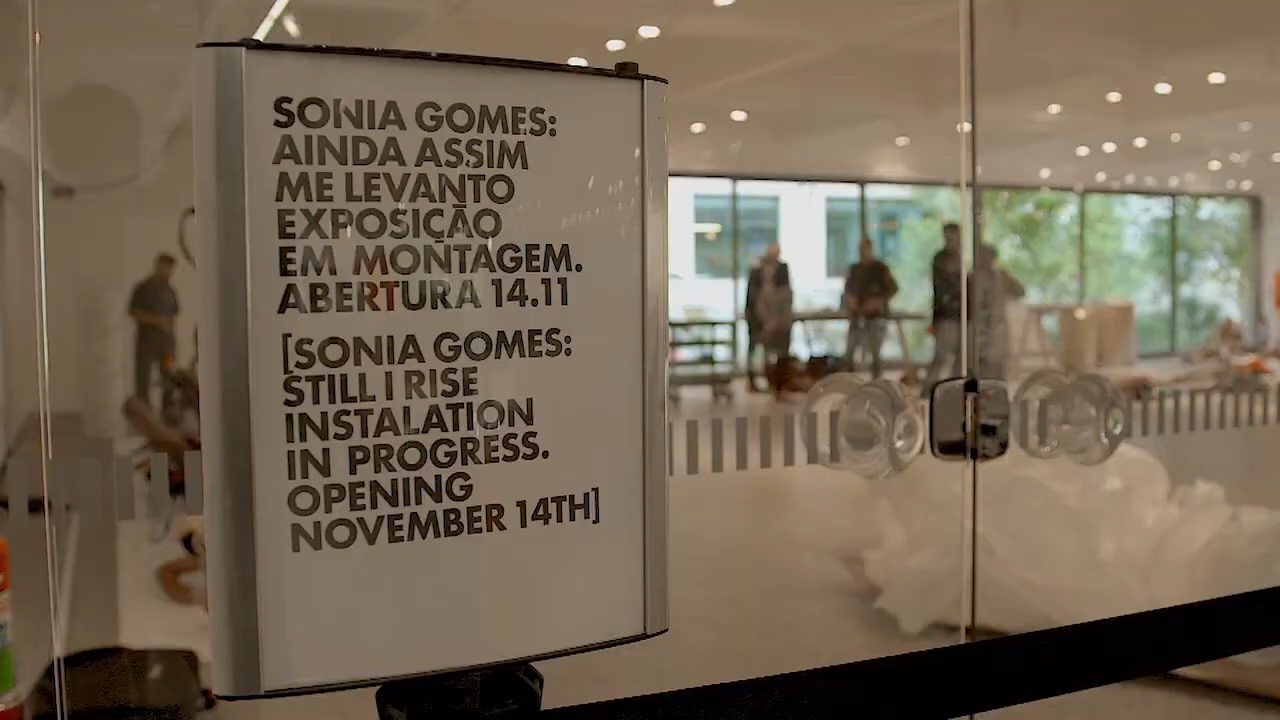 SONIA GOMES:
AINDA ASSIM
ME LEVANTO
EXPOSIÇÃO
EM MONTAGEM.
ABERTURA 14.11
[SONIA GOMES:
STILL I RISE
INSTALATION
IN PROGRESS.
OPENING
NOVEMBER 14TH]